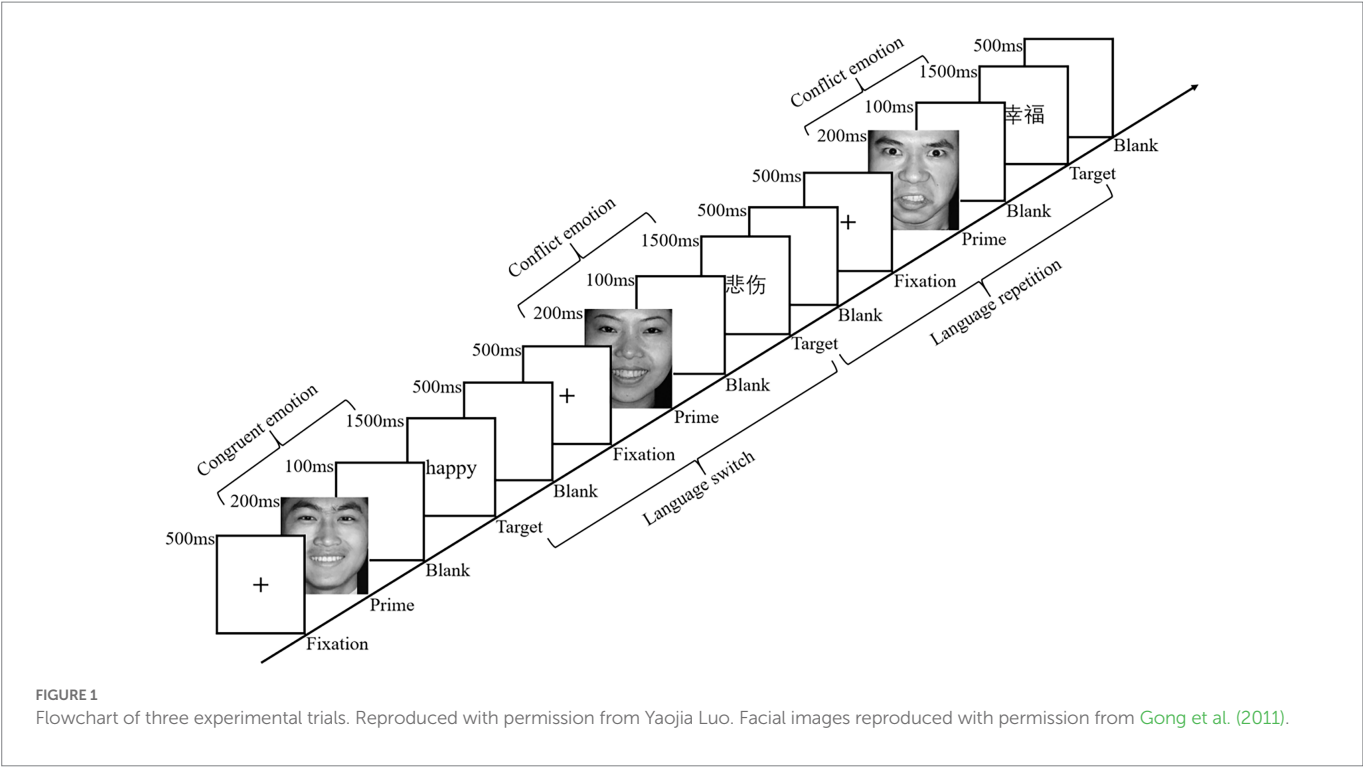 500ms
+
Fixation
200ms
Prime
100ms
Blank
Congruent emotion
1500ms
happy
Target
500ms
Blank
500ms
+
Fixation
200ms
Prime
100ms
Blank
Conflict emotion
1500ms
悲伤
Target
Language switch
500ms
Blank
500ms
+
Fixation
200ms
Prime
100ms
Blank
Conflict emotion
1500ms
幸福
Target
Language repetition
500ms
Blank
FIGURE 1
Flowchart of three experimental trials. Reproduced with permission from Yaojia Luo. Facial images reproduced with permission from Gong et al. (2011).